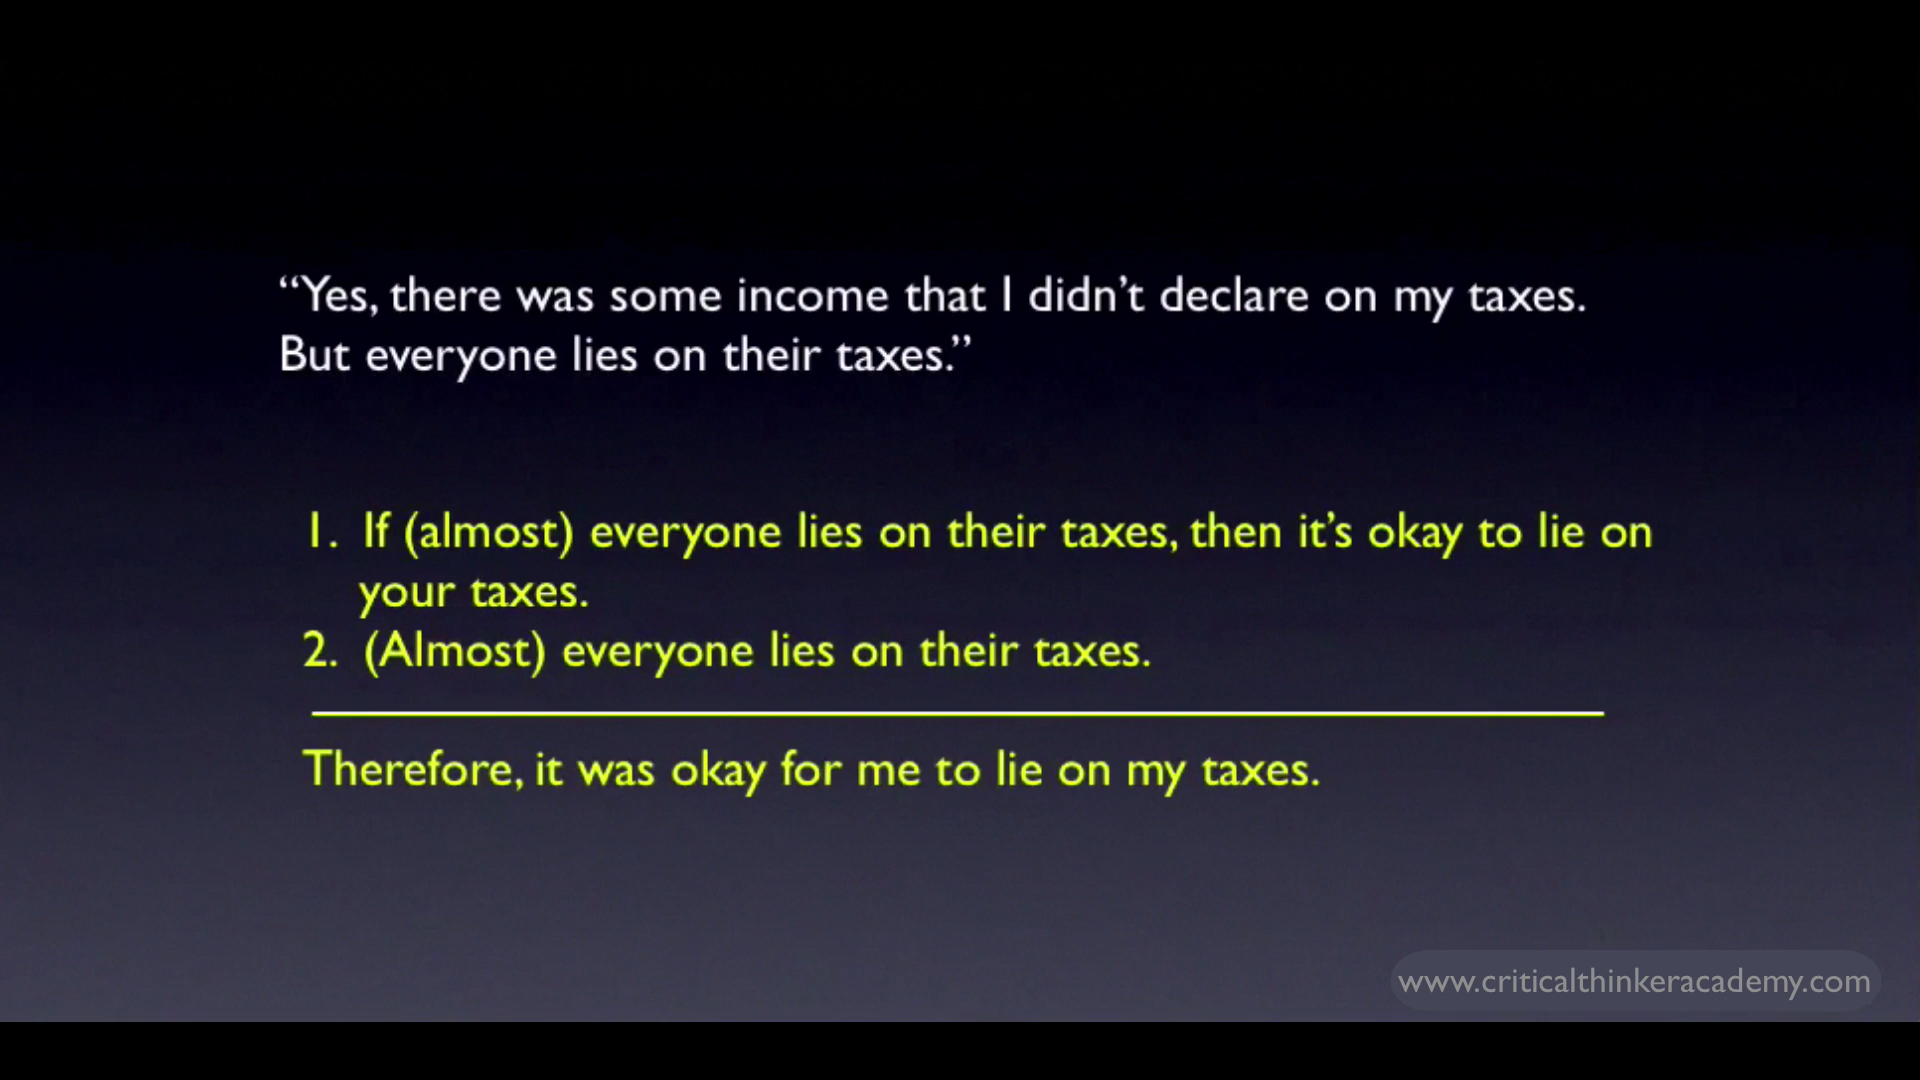 “Yes, there was some income that I didn’t declare on my taxes.
But everyone lies on their taxes.”
1. If (almost) everyone lies on their taxes, then it’s okay to lie on
your taxes.
2. (Almost) everyone lies on their taxes.
Therefore, it was okay for me to lie on my taxes.
www.criticalthinkeracademy.com